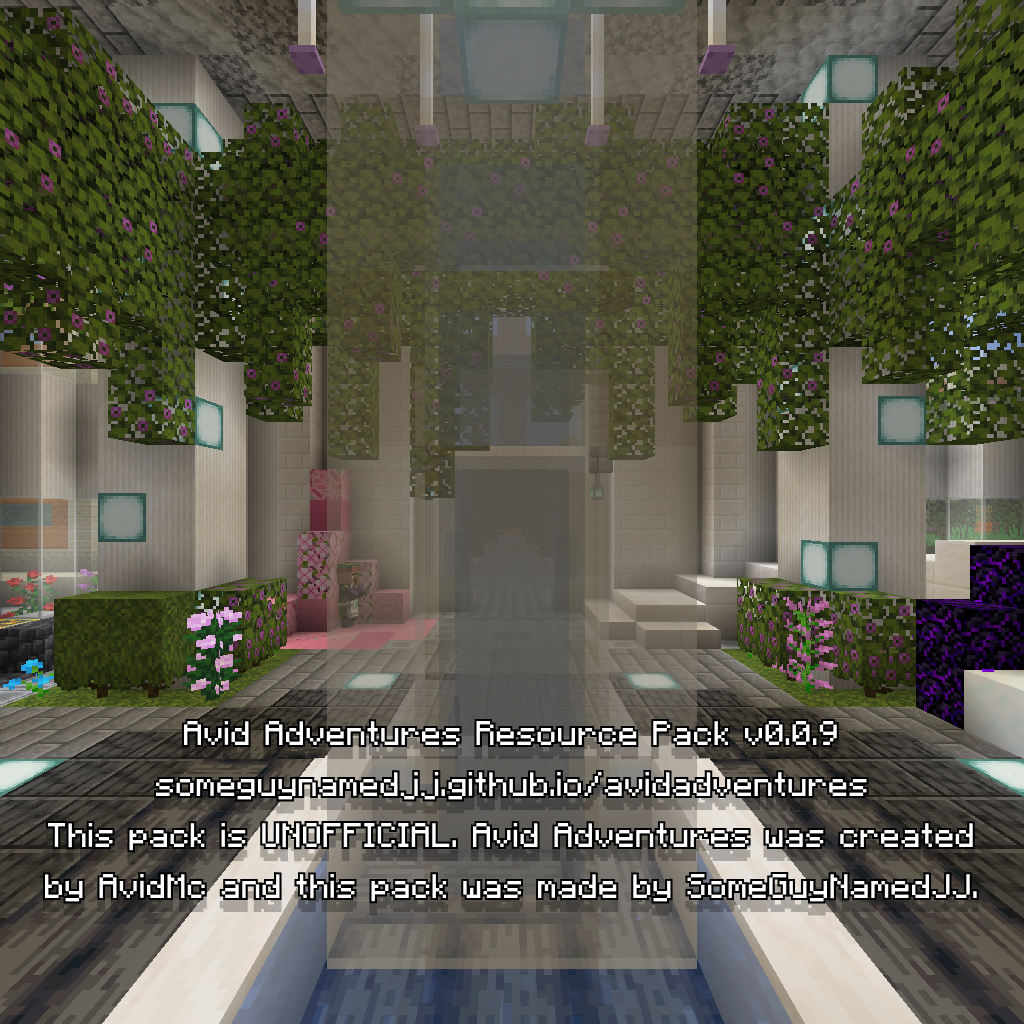 Avid Adventures Resource Pack v0.0.9
someguynamedjj.github.io/avidadventures
This pack is UNOFFICIAL. Avid Adventures was created
by AvidMc and this pack was made by SomeGuyNamedJJ.